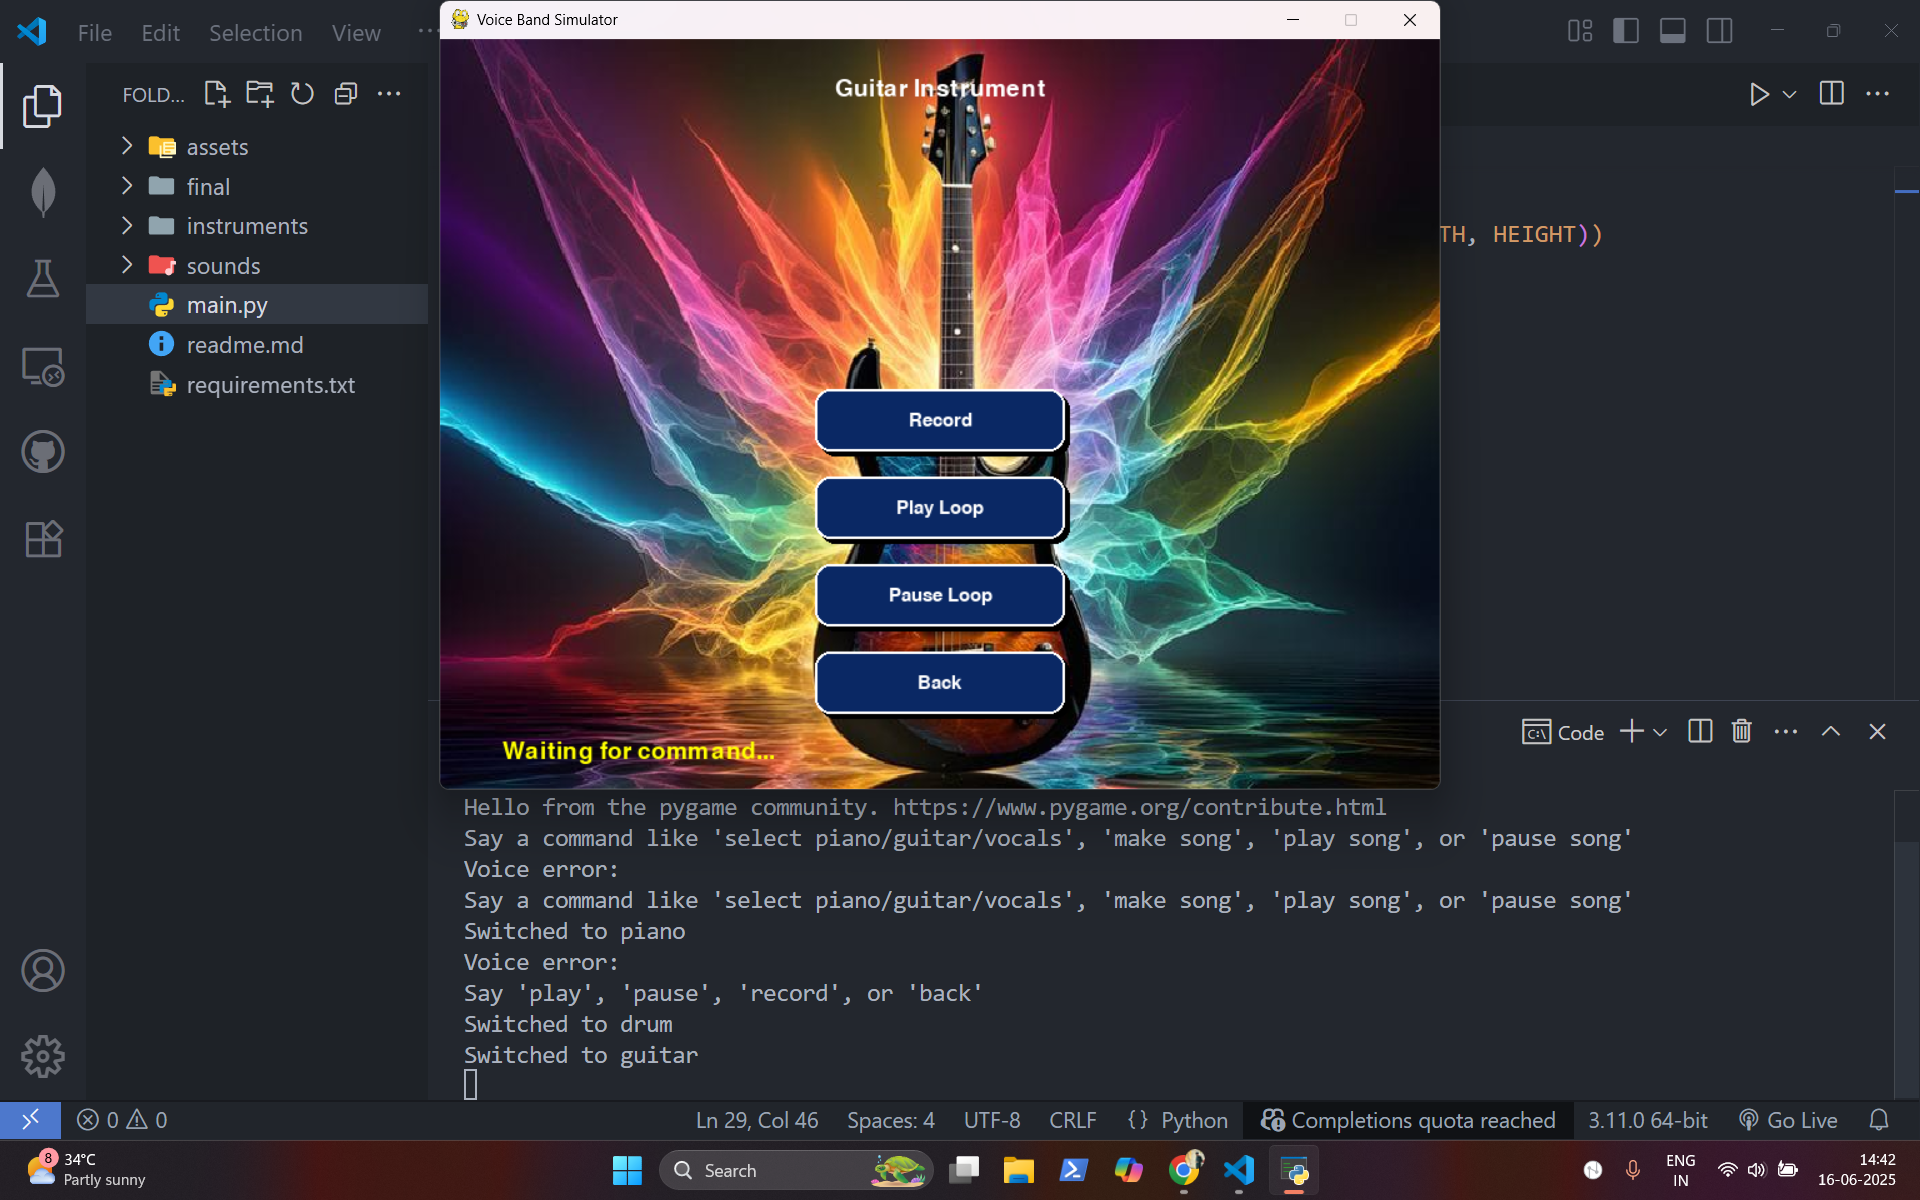 Voice Band Simulator
File Edit Selection View ...
FOLD...
assets
final
instruments
sounds
main.py
readme.md
requirements.txt
Guitar Instrument
Record
Play Loop
Pause Loop
Back
Waiting for command...
TH, HEIGHT))
Code
Hello from the pygame community. https://www.pygame.org/contribute.html
Say a command like 'select piano/guitar/vocals', 'make song', 'play song', or 'pause song'
Voice error:
Say a command like 'select piano/guitar/vocals', 'make song', 'play song', or 'pause song'
Switched to piano
Voice error:
Say 'play', 'pause', 'record', or 'back'
Switched to drum
Switched to guitar
0 0 Ln 29, Col 46 Spaces: 4 UTF-8 CRLF {} Python Completions quota reached 3.11.0 64-bit Go Live
8
34°C
Partly sunny
Search
ENG
IN
14:42
16-06-2025